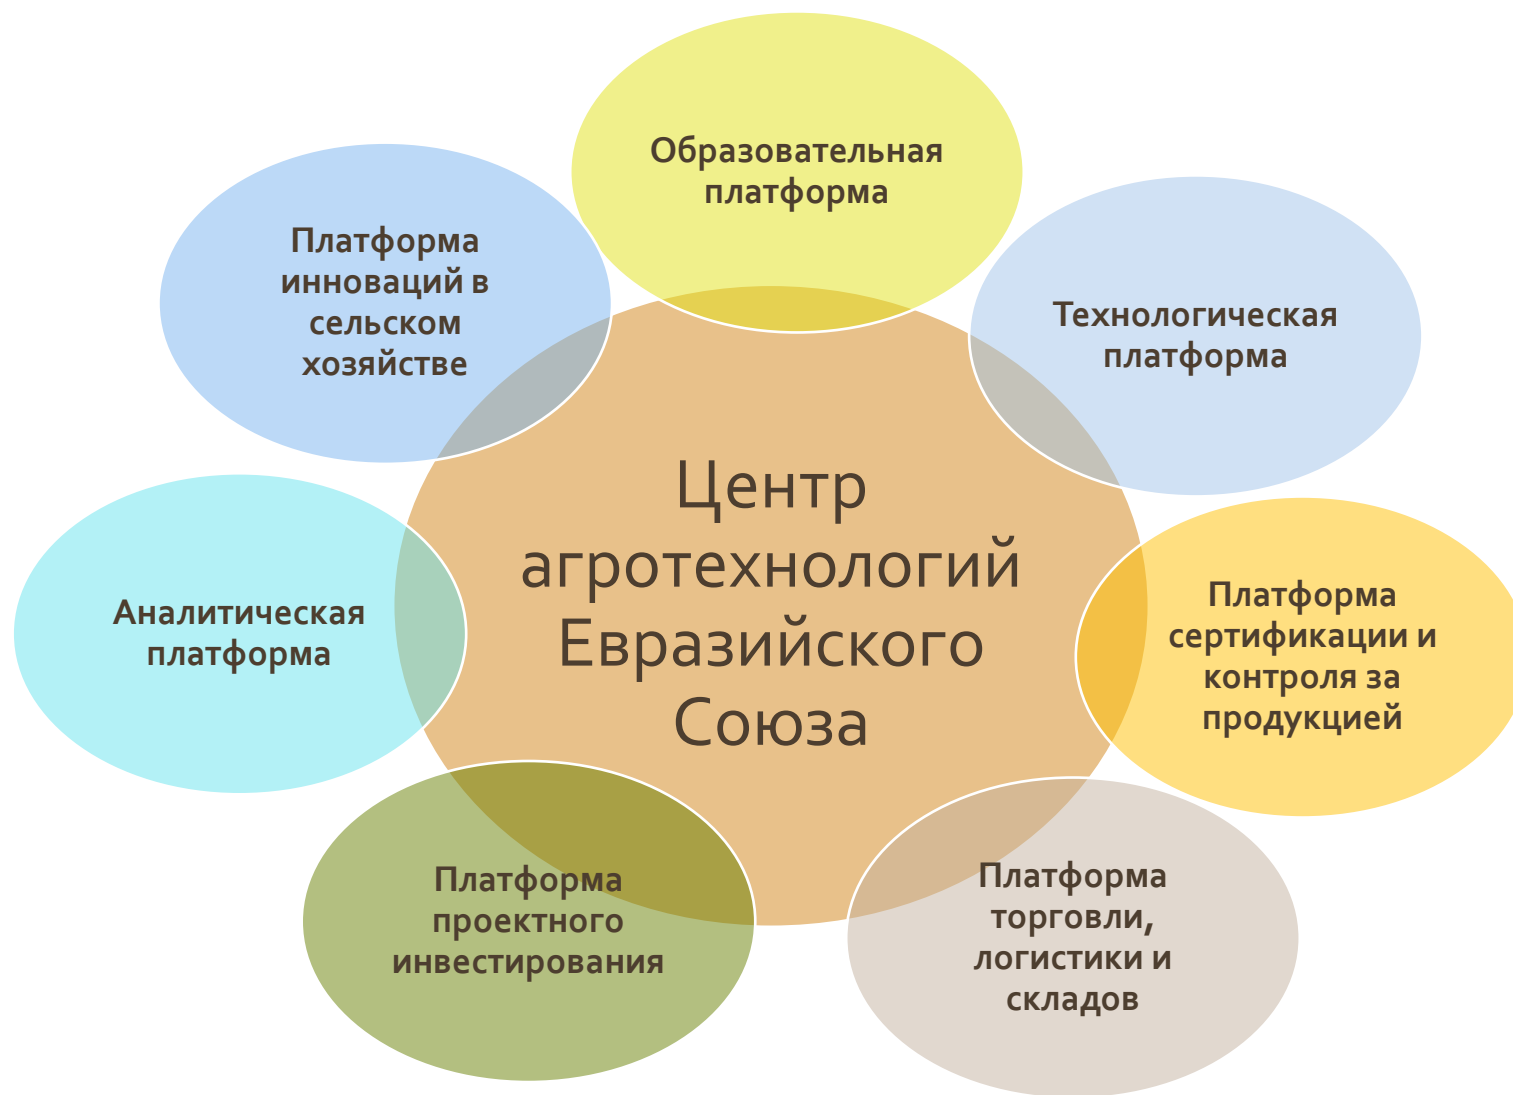 Образовательная
платформа
Платформа
инноваций в
сельском
хозяйстве
Технологическая
платформа
Центр
агротехнологий
Евразийского
Союза
Аналитическая
платформа
Платформа
сертификации и
контроля за
продукцией
Платформа
проектного
инвестирования
Платформа
торговли,
логистики и
складов